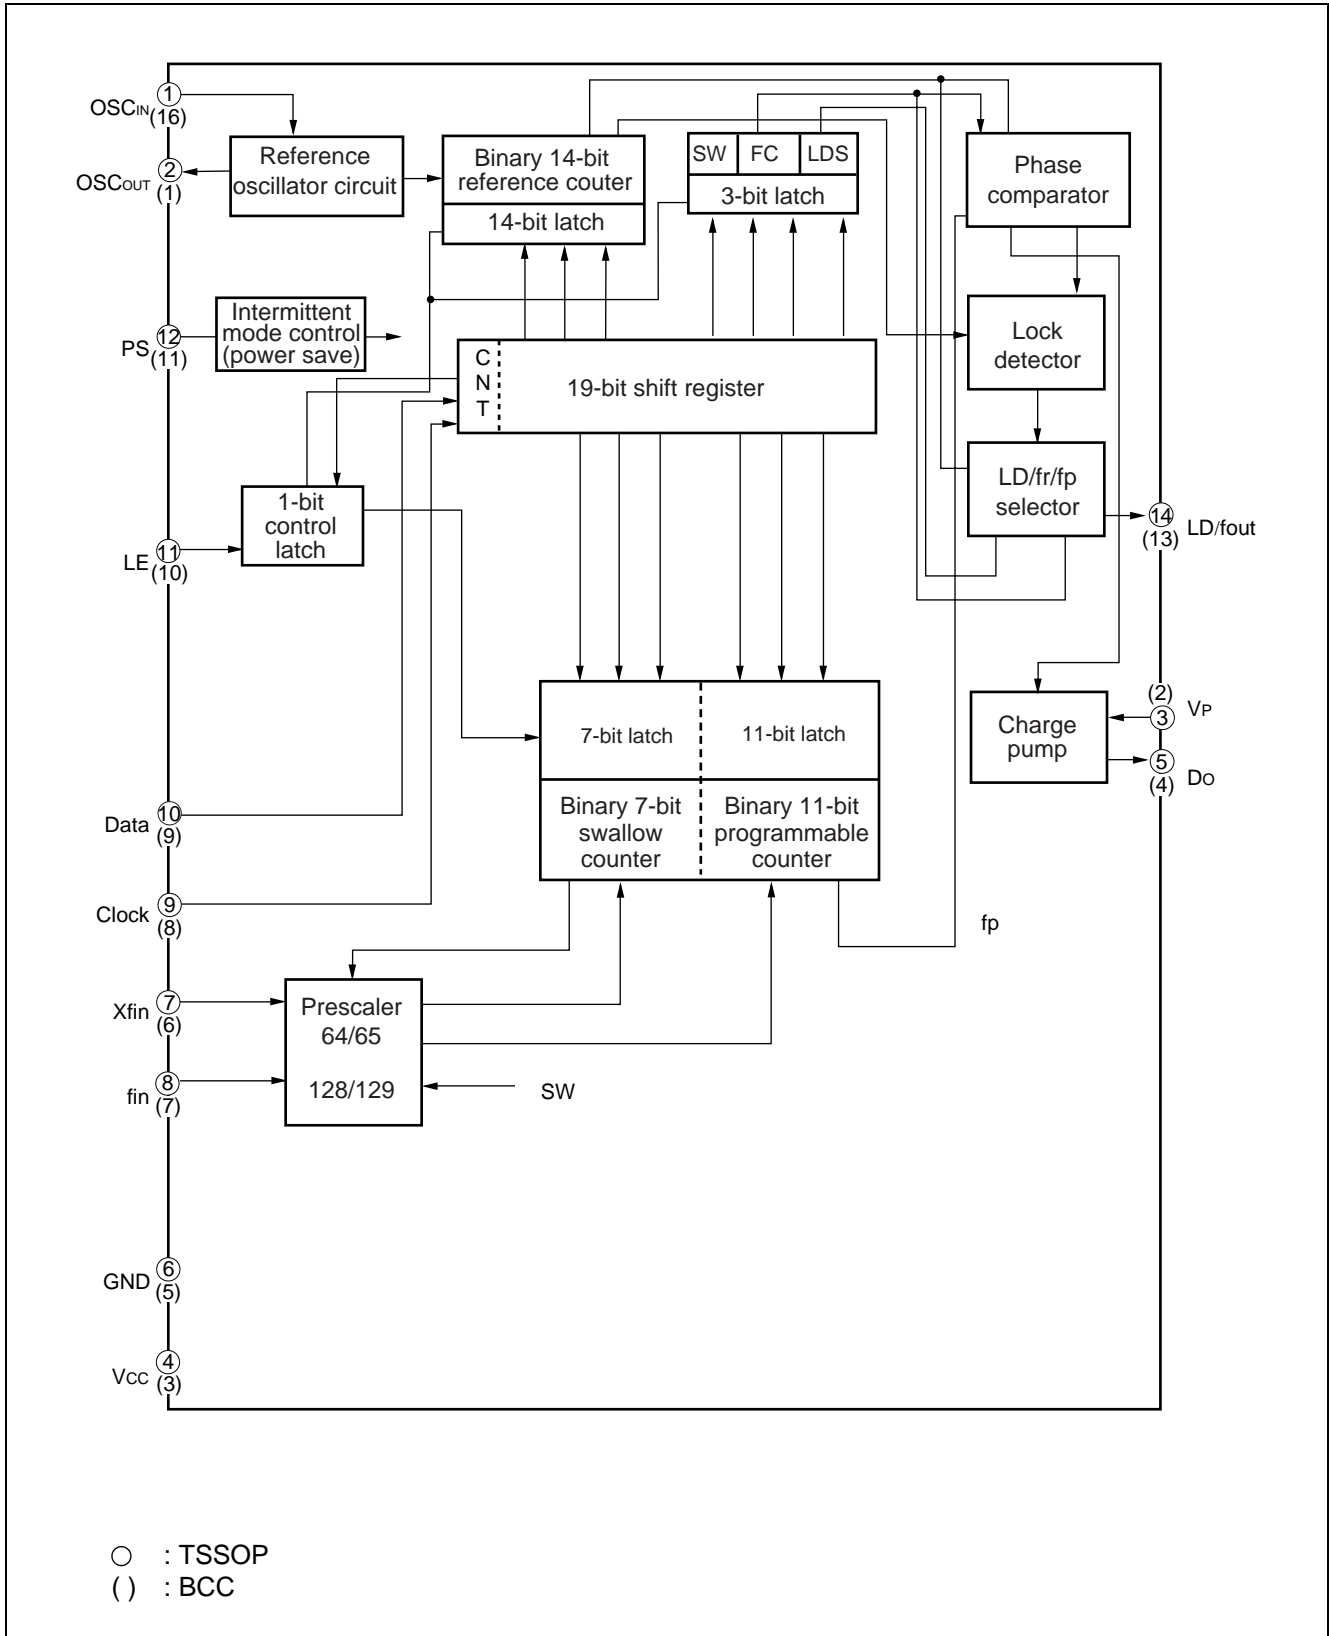 OSCIN
1
(16)
OSCOUT
2
(1)
Reference
oscillator circuit
Binary 14-bit
reference couter
14-bit latch
SW
FC
LDS
3-bit latch
Phase
comparator
PS
12
(11)
Intermittent
mode control
(power save)
C
N
T
19-bit shift register
Lock
detector
LD/fr/fp
selector
14
(13)
LD/fout
LE
11
(10)
1-bit
control
latch
7-bit latch
11-bit latch
Binary 7-bit
swallow
counter
Binary 11-bit
programmable
counter
Charge
pump
(2)
3
VP
5
(4)
DO
Data
10
(9)
Clock
9
(8)
fp
Xfin
7
(6)
fin
8
(7)
Prescaler
64/65
128/129
SW
GND
6
(5)
VCC
4
(3)
○ : TSSOP
( ) : BCC